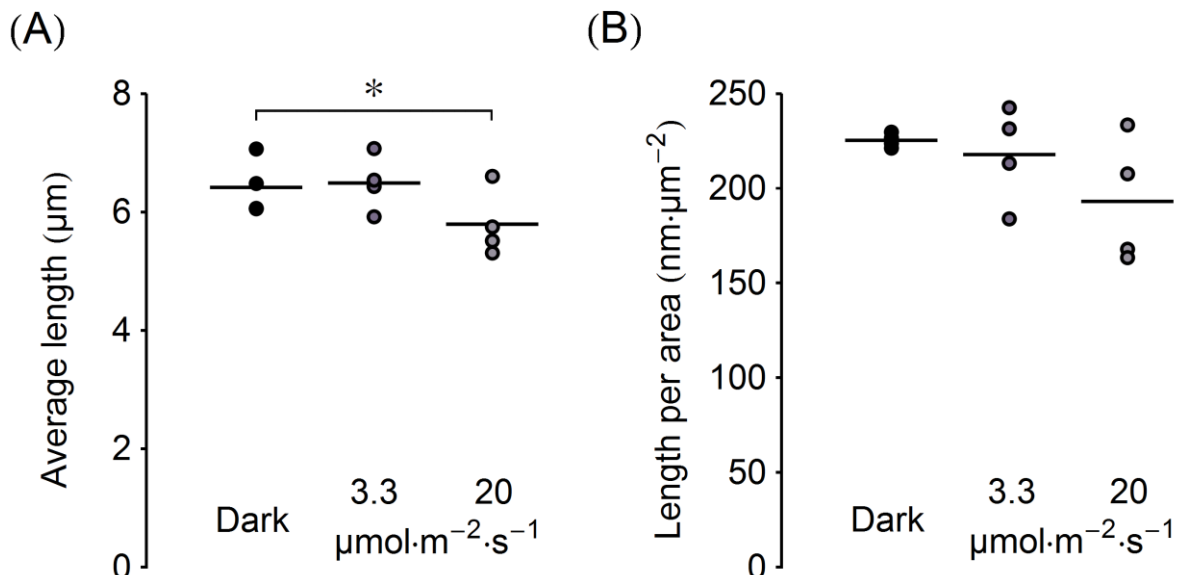 (A)
Average length (µm)
8
6
4
2
0
*
Dark
3.3
20
µmol·m⁻²·s⁻¹
(B)
Length per area (nm·µm⁻²)
250
200
150
100
50
0
Dark
3.3
20
µmol·m⁻²·s⁻¹